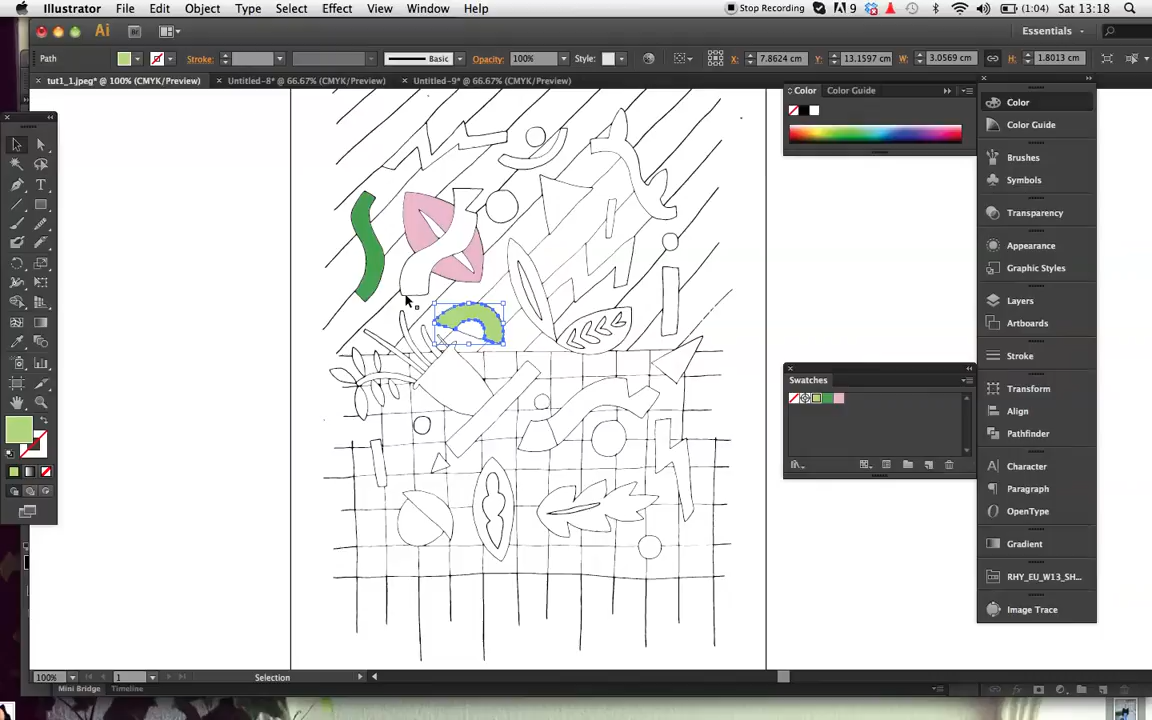 Illustrator File Edit Object Type Select Effect View Window Help Stop Recording 9 (1:04) Sat 13:18
Ai Br Essentials
Path Stroke: Basic Opacity: 100% Style: X: 7.8624 cm Y: 13.1597 cm W: 3.0569 cm H: 1.8013 cm
tut1_1.jpeg* @ 100% (CMYK/Preview) Untitled-8* @ 66.67% (CMYK/Preview) Untitled-9* @ 66.67% (CMYK/Preview)
Color Color Guide
Color
Color Guide
Brushes
Symbols
Transparency
Appearance
Graphic Styles
Layers
Artboards
Stroke
Swatches
Transform
Align
Pathfinder
Character
Paragraph
OpenType
Gradient
RHY_EU_W13_SH...
Image Trace
100% 1 Selection
Mini Bridge Timeline